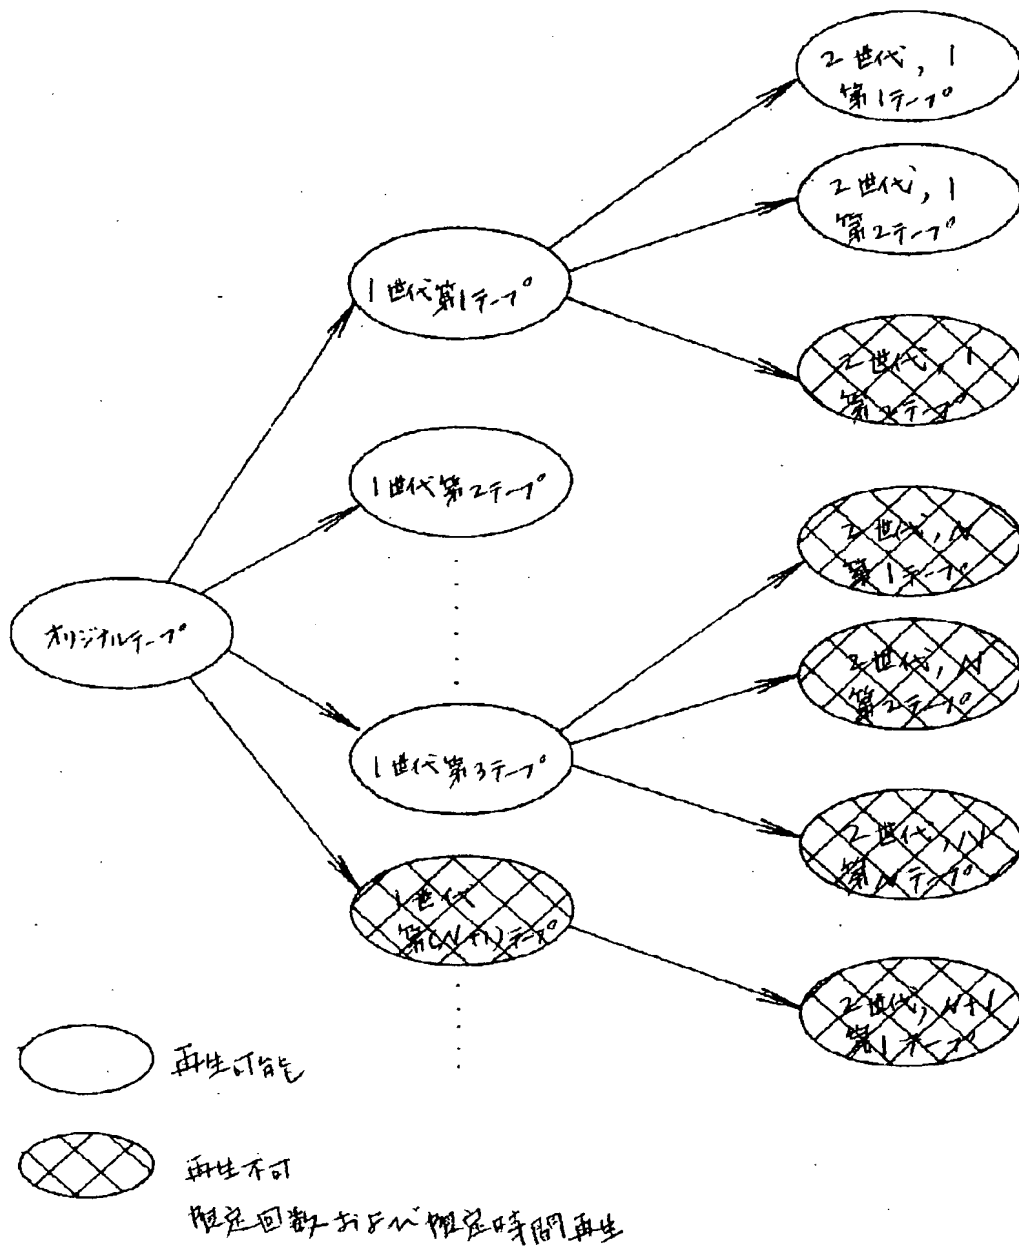 2世代, 1
第1テープ
2世代, 1
第2テープ
1世代第1テープ
2世代, 1
テープ
1世代第2テープ
2世代, N
第1テープ
オリジナルテープ
2世代, N
第2テープ
1世代第3テープ
2世代, N
第Nテープ
1世代
第(N+1)テープ
2世代, N+1
第1テープ
再生可能
再生不可
限定回数および限定時間再生